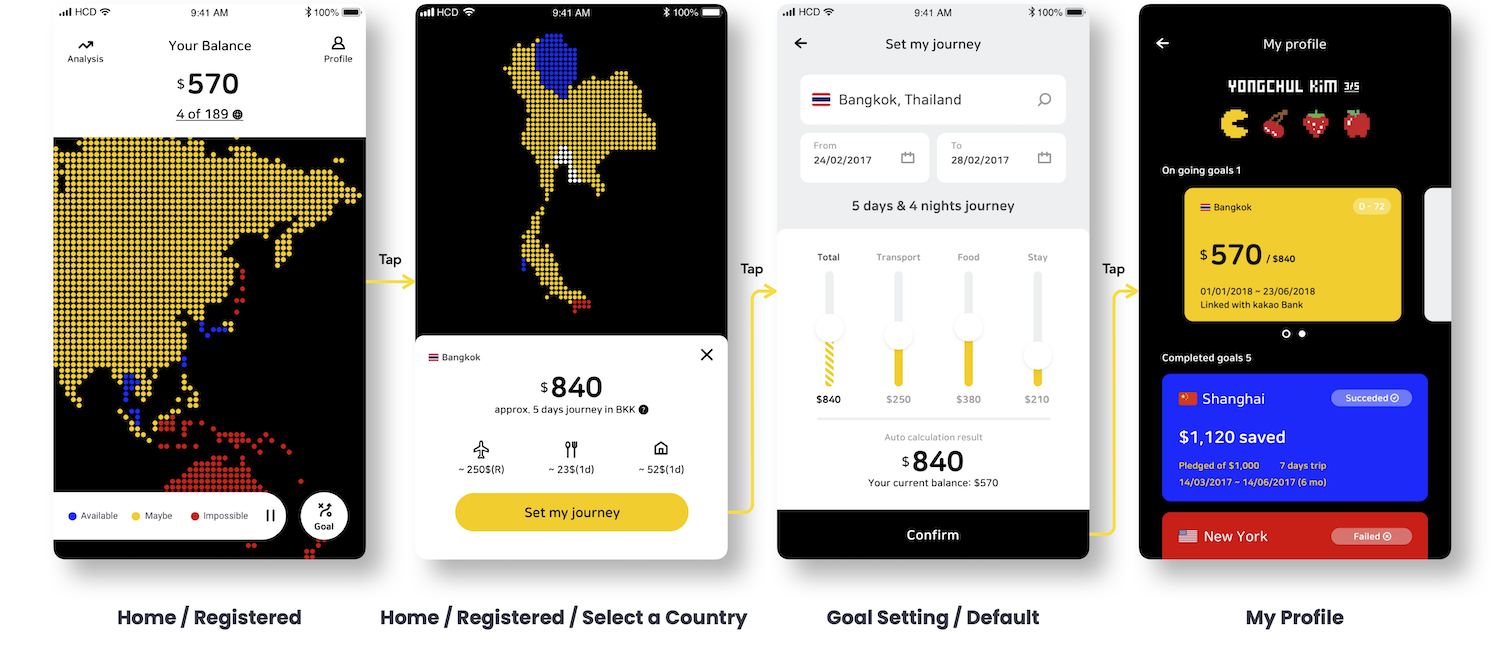 HCD
9:41 AM
100%
Analysis
Your Balance
Profile
$570
4 of 189
Available
Maybe
Impossible
Goal
Tap
HCD
9:41 AM
100%
Bangkok
$840
approx. 5 days journey in BKK ?
~ 250$(R)
~ 23$(1d)
~ 52$(1d)
Set my journey
Tap
HCD
9:41 AM
100%
Set my journey
Bangkok, Thailand
From
24/02/2017
To
28/02/2017
5 days & 4 nights journey
Total
Transport
Food
Stay
$840
$250
$380
$210
Auto calculation result
$840
Your current balance: $570
Confirm
Tap
My profile
YONGCHUL KiM 3/5
On going goals 1
Bangkok
D - 72
$570 / $840
01/01/2018 ~ 23/06/2018
Linked with kakao Bank
Completed goals 5
Shanghai
Succeded
$1,120 saved
Pledged of $1,000
7 days trip
14/03/2017 ~ 14/06/2017 (6 mo)
New York
Failed
Home / Registered
Home / Registered / Select a Country
Goal Setting / Default
My Profile